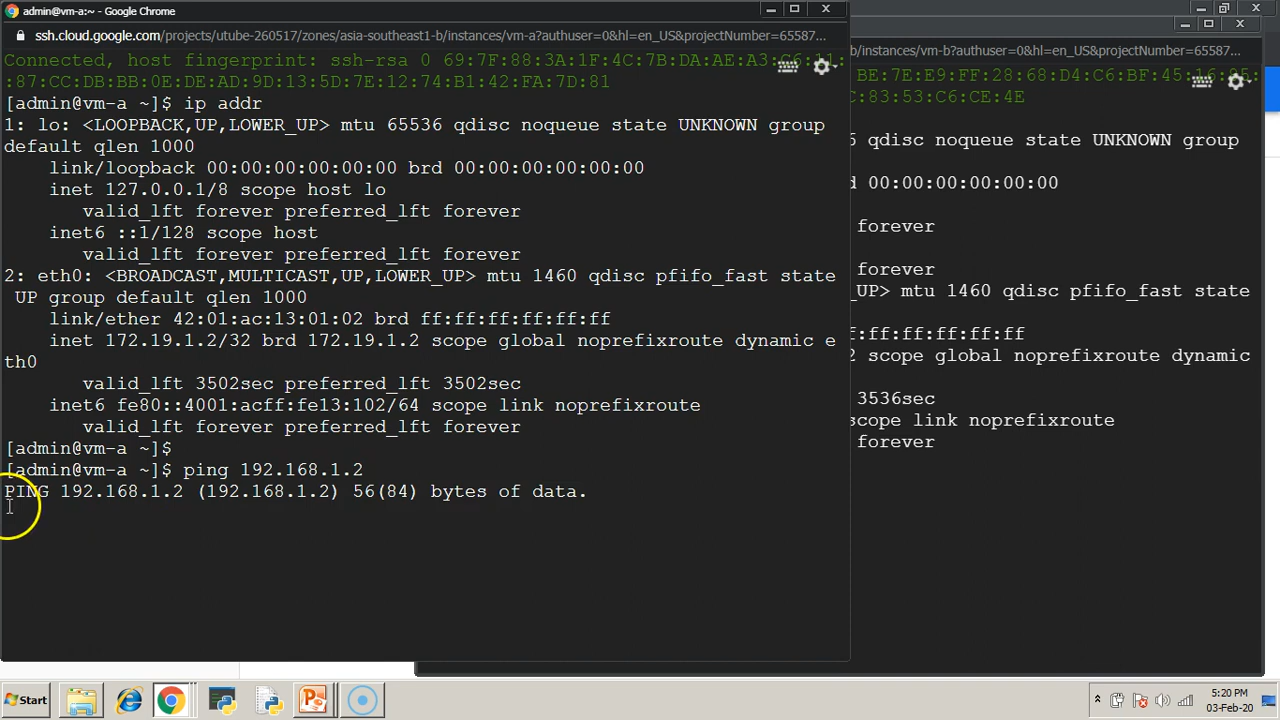 admin@vm-a:~ - Google Chrome
ssh.cloud.google.com/projects/utube-260517/zones/asia-southeast1-b/instances/vm-a?authuser=0&hl=en_US&projectNumber=65587...
Connected, host fingerprint: ssh-rsa 0 69:7F:88:3A:1F:4C:7B:DA:AE:A3:C6:11
:87:CC:DB:BB:0E:DE:AD:9D:13:5D:7E:12:74:B1:42:FA:7D:81
[admin@vm-a ~]$ ip addr
1: lo: <LOOPBACK,UP,LOWER_UP> mtu 65536 qdisc noqueue state UNKNOWN group
default qlen 1000
link/loopback 00:00:00:00:00:00 brd 00:00:00:00:00:00
inet 127.0.0.1/8 scope host lo
valid_lft forever preferred_lft forever
inet6 ::1/128 scope host
valid_lft forever preferred_lft forever
2: eth0: <BROADCAST,MULTICAST,UP,LOWER_UP> mtu 1460 qdisc pfifo_fast state
UP group default qlen 1000
link/ether 42:01:ac:13:01:02 brd ff:ff:ff:ff:ff:ff
inet 172.19.1.2/32 brd 172.19.1.2 scope global noprefixroute dynamic e
th0
valid_lft 3502sec preferred_lft 3502sec
inet6 fe80::4001:acff:fe13:102/64 scope link noprefixroute
valid_lft forever preferred_lft forever
[admin@vm-a ~]$
[admin@vm-a ~]$ ping 192.168.1.2
PING 192.168.1.2 (192.168.1.2) 56(84) bytes of data.
b/instances/vm-b?authuser=0&hl=en_US&projectNumber=65587...
BE:7E:E9:FF:28:68:D4:C6:BF:45:
:C:83:53:C6:CE:4E
6 qdisc noqueue state UNKNOWN group
d 00:00:00:00:00:00
forever
forever
_UP> mtu 1460 qdisc pfifo_fast state
ff:ff:ff:ff:ff:ff
2 scope global noprefixroute dynamic
3536sec
scope link noprefixroute
forever
Start
5:20 PM
03-Feb-20